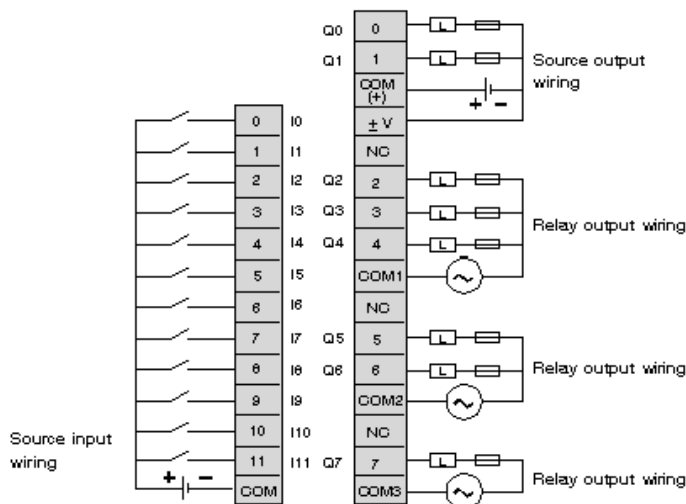 Q0 0 L
Q1 1 L
Source output
wiring
COM
(+)
+ −
± V
NC
Q2 2 L
Q3 3 L
Relay output wiring
Q4 4 L
COM1 ~
NC
Q5 5 L
Q6 6 L
Relay output wiring
COM2 ~
NC
Q7 7 L
Relay output wiring
COM3 ~
0 I0
1 I1
2 I2
3 I3
4 I4
5 I5
6 I6
7 I7
8 I8
9 I9
10 I10
11 I11
Source input
wiring
+ −
COM